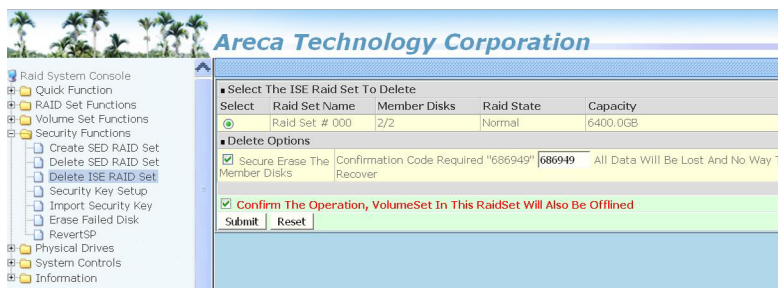 Areca Technology Corporation
Raid System Console
Quick Function
RAID Set Functions
Volume Set Functions
Security Functions
Create SED RAID Set
Delete SED RAID Set
Delete ISE RAID Set
Security Key Setup
Import Security Key
Erase Failed Disk
RevertSP
Physical Drives
System Controls
Information
Select The ISE Raid Set To Delete
Select Raid Set Name Member Disks Raid State Capacity
Raid Set # 000 2/2 Normal 6400.0GB
Delete Options
Secure Erase The Member Disks
Confirmation Code Required "686949" 686949 All Data Will Be Lost And No Way T
Recover
Confirm The Operation, VolumeSet In This RaidSet Will Also Be Offlined
Submit Reset